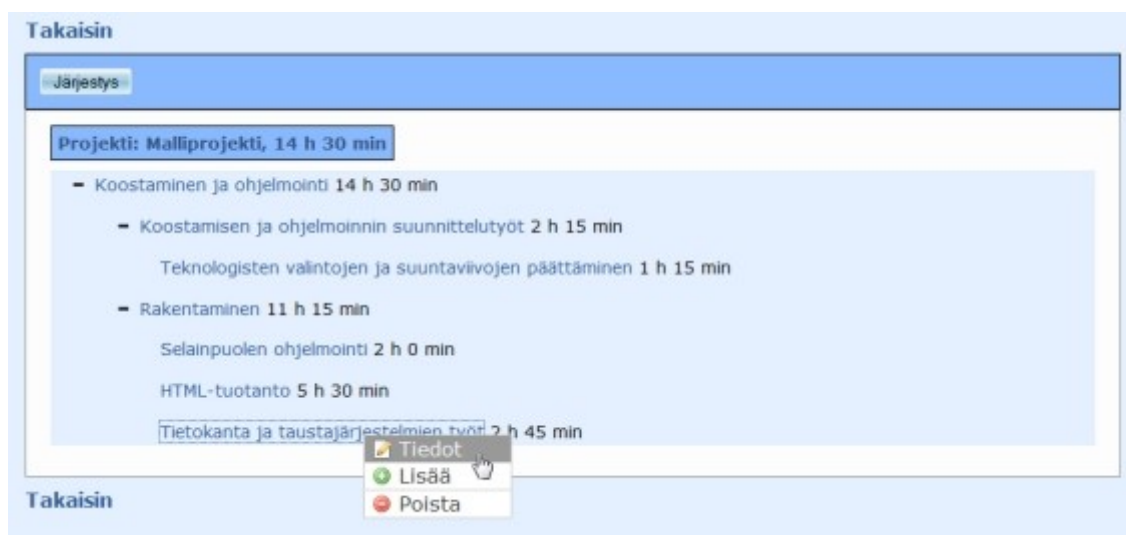 Takaisin
Järjestys
Projekti: Malliprojekti, 14 h 30 min
– Koostaminen ja ohjelmointi 14 h 30 min
– Koostamisen ja ohjelmoinnin suunnittelutyöt 2 h 15 min
Teknologisten valintojen ja suuntaviivojen päättäminen 1 h 15 min
– Rakentaminen 11 h 15 min
Selainpuolen ohjelmointi 2 h 0 min
HTML-tuotanto 5 h 30 min
Tietokanta ja taustajärjestelmien työt 2 h 45 min
Tiedot
Lisää
Poista
Takaisin